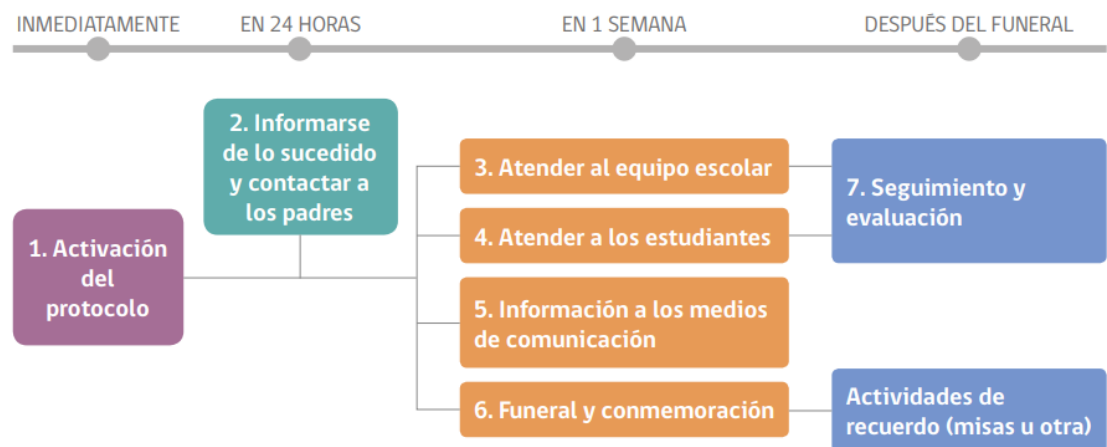 INMEDIATAMENTE
EN 24 HORAS
EN 1 SEMANA
DESPUÉS DEL FUNERAL
1. Activación
del
protocolo
2. Informarse
de lo sucedido
y contactar a
los padres
3. Atender al equipo escolar
4. Atender a los estudiantes
5. Información a los medios
de comunicación
6. Funeral y conmemoración
7. Seguimiento y
evaluación
Actividades de
recuerdo (misas u otra)